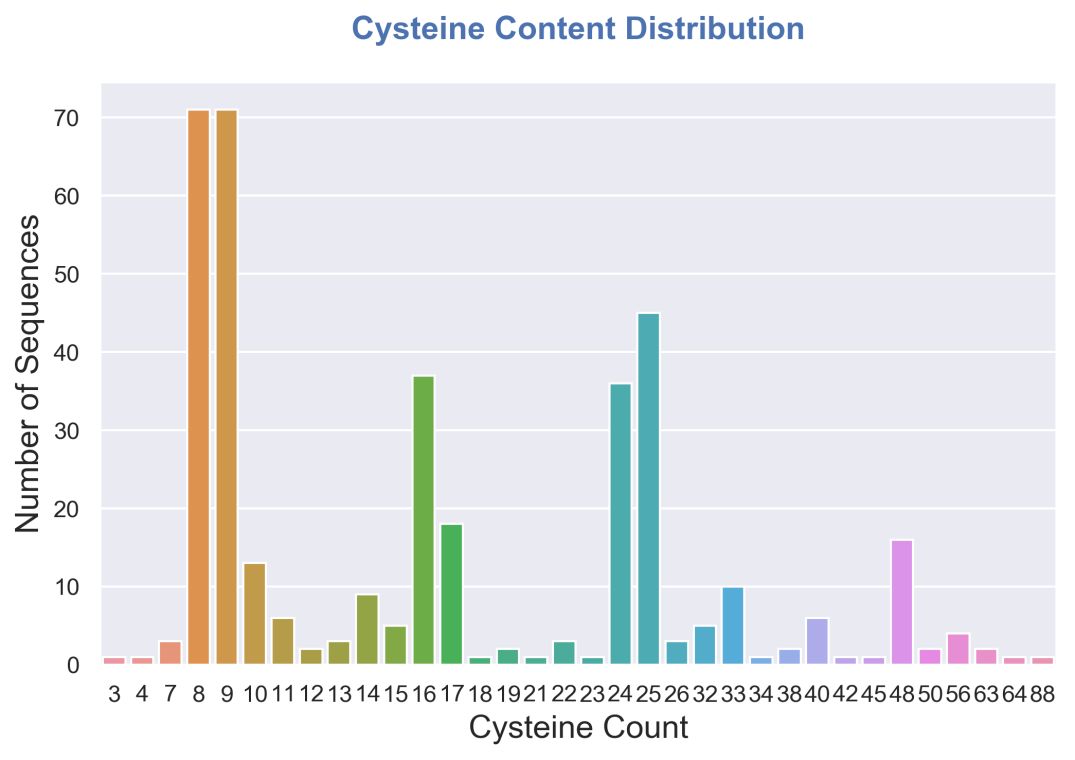 Cysteine Content Distribution
70
60
50
40
30
20
10
0
Number of Sequences
3 4 7 8 9 10 11 12 13 14 15 16 17 18 19 21 22 23 24 25 26 32 33 34 38 40 42 45 48 50 56 63 64 88
Cysteine Count